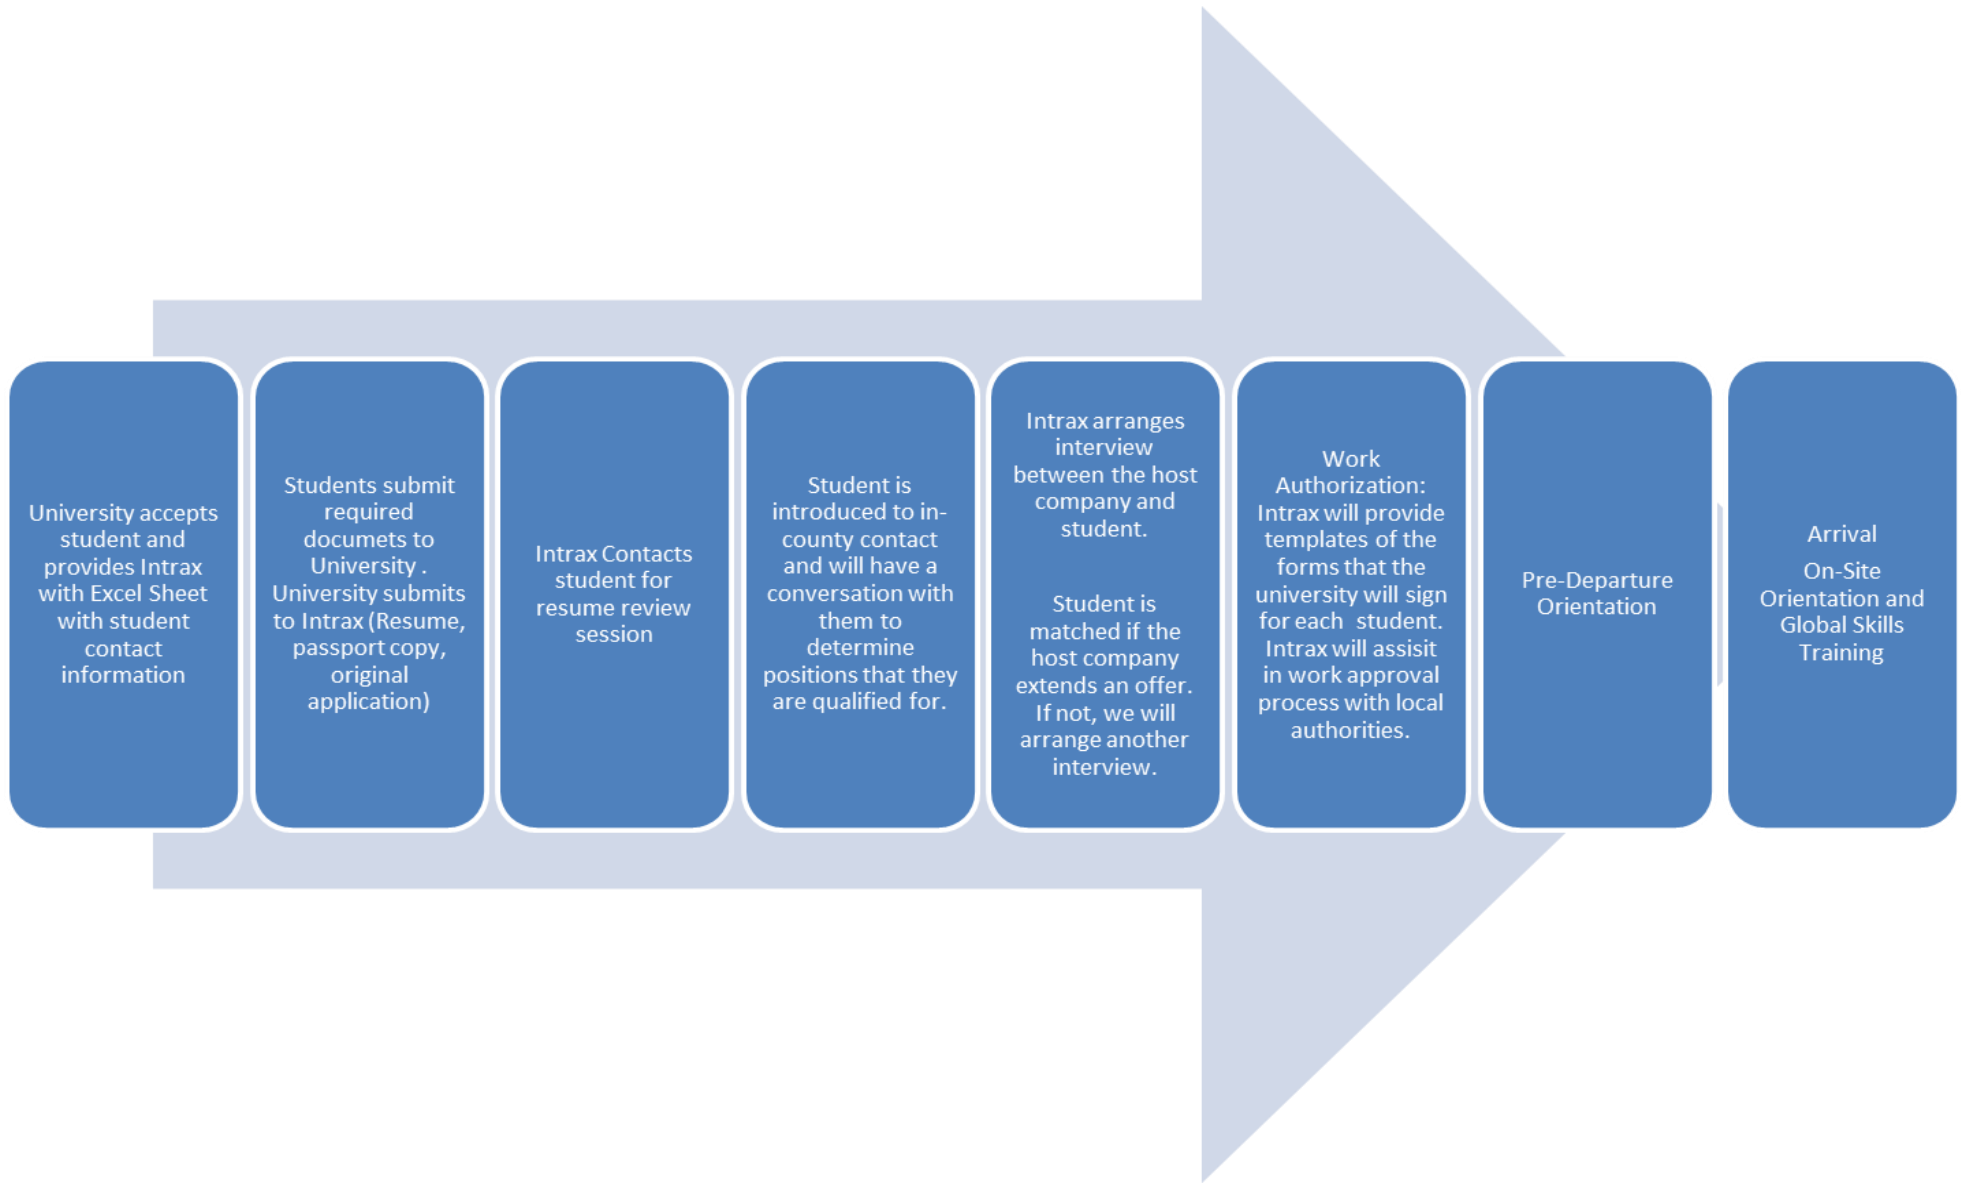 University accepts
student and
provides Intrax
with Excel Sheet
with student
contact
information
Students submit
required
documets to
University .
University submits
to Intrax (Resume,
passport copy,
original
application)
Intrax Contacts
student for
resume review
session
Student is
introduced to in-
county contact
and will have a
conversation with
them to
determine
positions that they
are qualified for.
Intrax arranges
interview
between the host
company and
student.
Student is
matched if the
host company
extends an offer.
If not, we will
arrange another
interview.
Work
Authorization:
Intrax will provide
templates of the
forms that the
university will sign
for each student.
Intrax will assisit
in work approval
process with local
authorities.
Pre-Departure
Orientation
Arrival
On-Site
Orientation and
Global Skills
Training